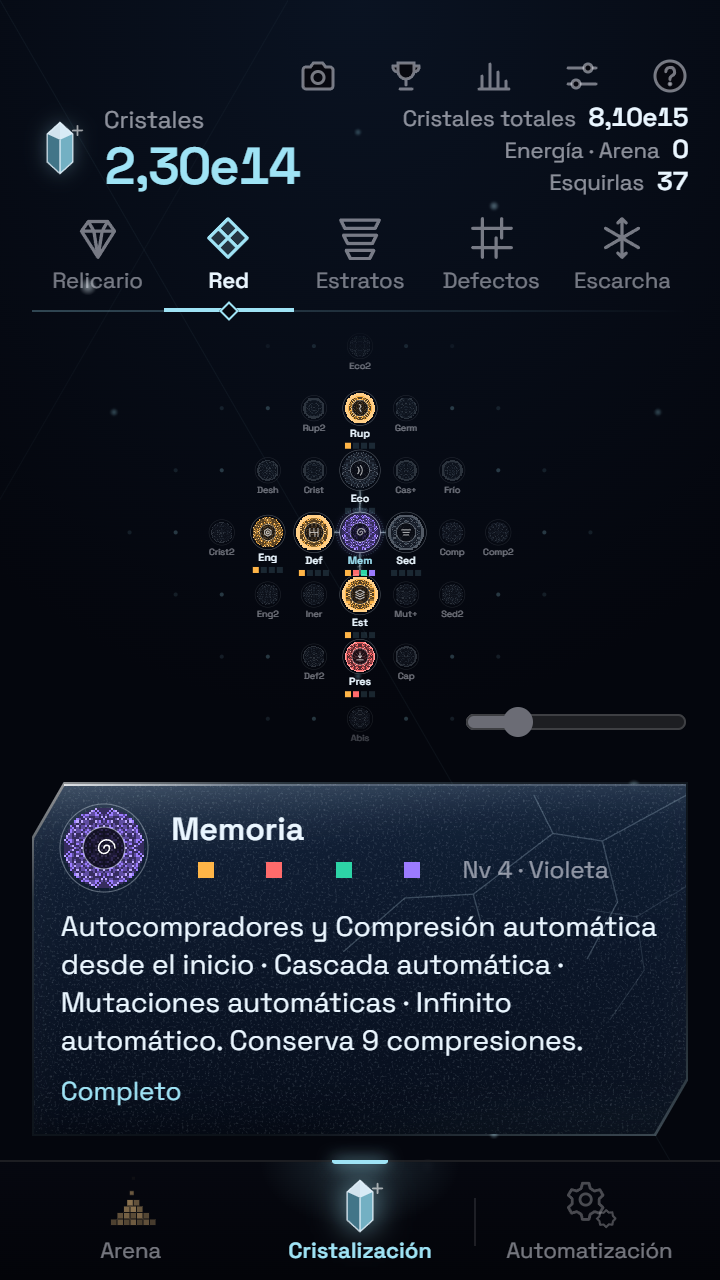 Cristales
2,30e14
Cristales totales 8,10e15
Energía · Arena 0
Esquirlas 37
Relicario
Red
Estratos
Defectos
Escarcha
Eco2
Rup2
Rup
Germ
Desh
Crist
Eco
Cas+
Frío
Crist2
Eng
Def
Mem
Sed
Comp
Comp2
Eng2
Iner
Est
Mut+
Sed2
Def2
Pres
Cap
Abis
Memoria
Nv 4 · Violeta
Autocompradores y Compresión automática
desde el inicio · Cascada automática ·
Mutaciones automáticas · Infinito
automático. Conserva 9 compresiones.
Completo
Arena
Cristalización
Automatización